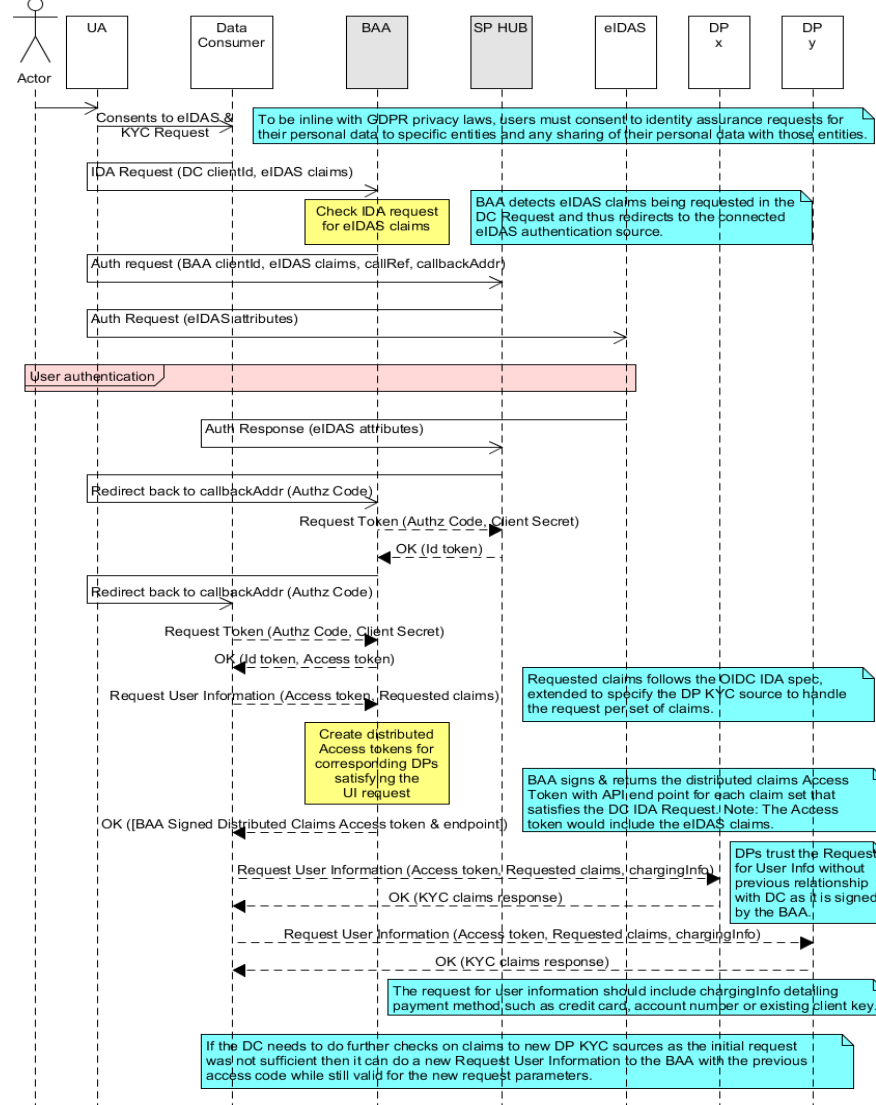 UA
Data
Consumer
BAA
SP HUB
eIDAS
DP
x
DP
y
Actor
Consents to eIDAS &
KYC Request
To be inline with GDPR privacy laws, users must consent to identity assurance requests for
their personal data to specific entities and any sharing of their personal data with those entities.
IDA Request (DC clientId, eIDAS claims)
Check IDA request
for eIDAS claims
BAA detects eIDAS claims being requested in the
DC Request and thus redirects to the connected
eIDAS authentication source.
Auth request (BAA clientId, eIDAS claims, callRef, callbackAddr)
Auth Request (eIDAS attributes)
User authentication
Auth Response (eIDAS attributes)
Redirect back to callbackAddr (Authz Code)
Request Token (Authz Code, Client Secret)
OK (Id token)
Redirect back to callbackAddr (Authz Code)
Request Token (Authz Code, Client Secret)
OK (Id token, Access token)
Request User Information (Access token, Requested claims)
Requested claims follows the OIDC IDA spec,
extended to specify the DP KYC source to handle
the request per set of claims.
Create distributed
Access tokens for
corresponding DPs
satisfying the
UI request
BAA signs & returns the distributed claims Access
Token with API end point for each claim set that
satisfies the DC IDA Request. Note: The Access
token would include the eIDAS claims.
OK ([BAA Signed Distributed Claims Access token & endpoint])
DPs trust the Request
for User Info without
previous relationship
with DC as it is signed
by the BAA.
Request User Information (Access token, Requested claims, chargingInfo)
OK (KYC claims response)
Request User Information (Access token, Requested claims, chargingInfo)
OK (KYC claims response)
The request for user information should include chargingInfo detailing
payment method such as credit card, account number or existing client key.
If the DC needs to do further checks on claims to new DP KYC sources as the initial request
was not sufficient then it can do a new Request User Information to the BAA with the previous
access code while still valid for the new request parameters.